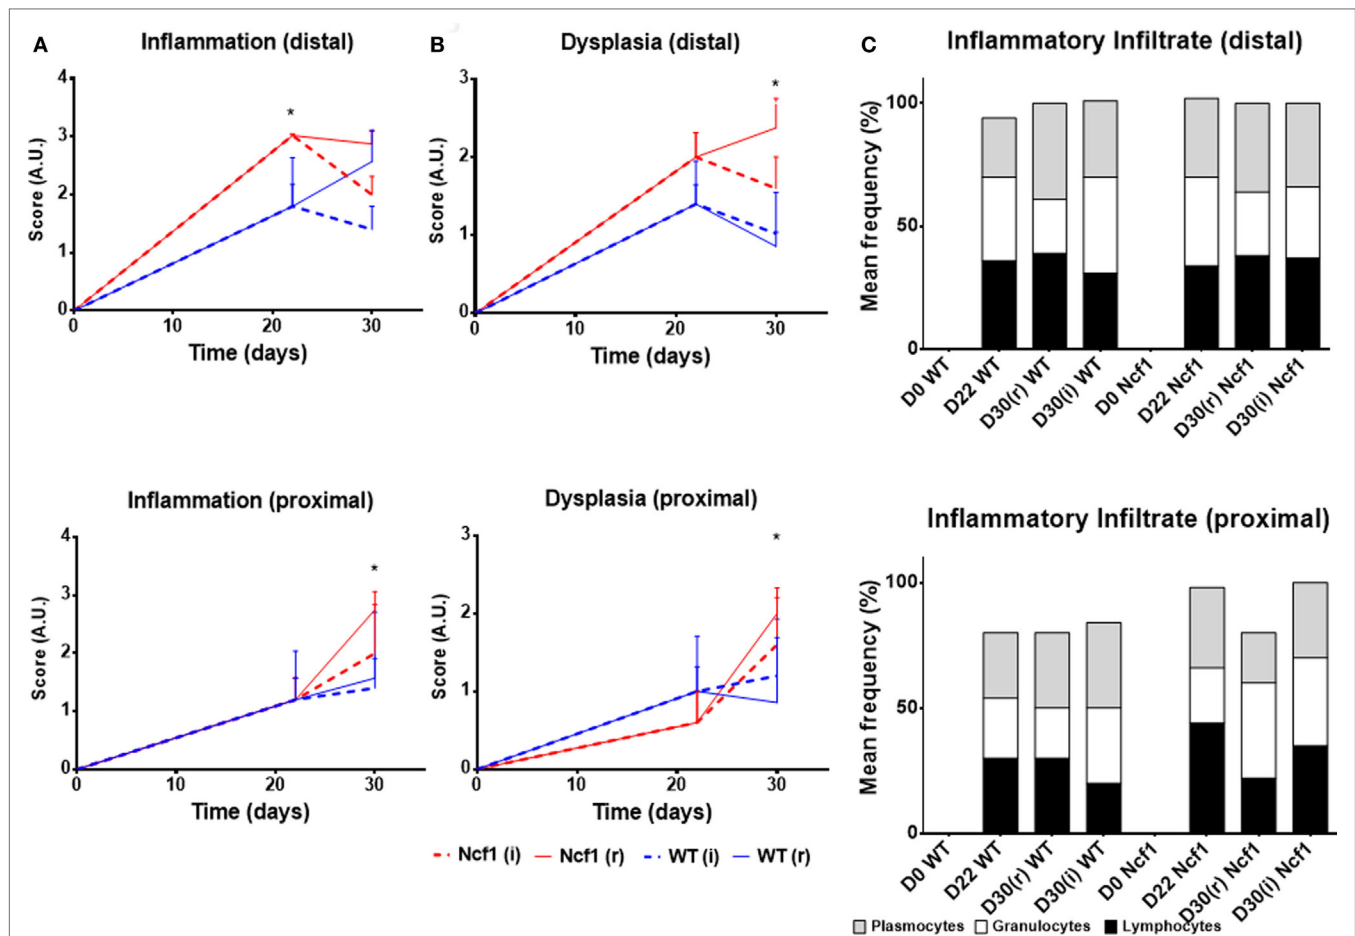 A Inflammation (distal)
4
3
2
1
0
Score (A.U.)
*
0 10 20 30
Time (days)
B Dysplasia (distal)
3
2
1
0
*
0 10 20 30
Time (days)
C Inflammatory Infiltrate (distal)
Mean frequency (%)
100
50
0
D0 WT
D22 WT
D30(r) WT
D30(i) WT
D0 Ncf1
D22 Ncf1
D30(r) Ncf1
D30(i) Ncf1
Inflammation (proximal)
4
3
2
1
0
Score (A.U.)
*
0 10 20 30
Time (days)
Dysplasia (proximal)
3
2
1
0
Score (A.U.)
*
0 10 20 30
Time (days)
Ncf1 (i) Ncf1 (r) WT (i) WT (r)
Inflammatory Infiltrate (proximal)
Mean frequency (%)
100
50
0
D0 WT
D22 WT
D30(r) WT
D30(i) WT
D0 Ncf1
D22 Ncf1
D30(r) Ncf1
D30(i) Ncf1
Plasmocytes Granulocytes Lymphocytes